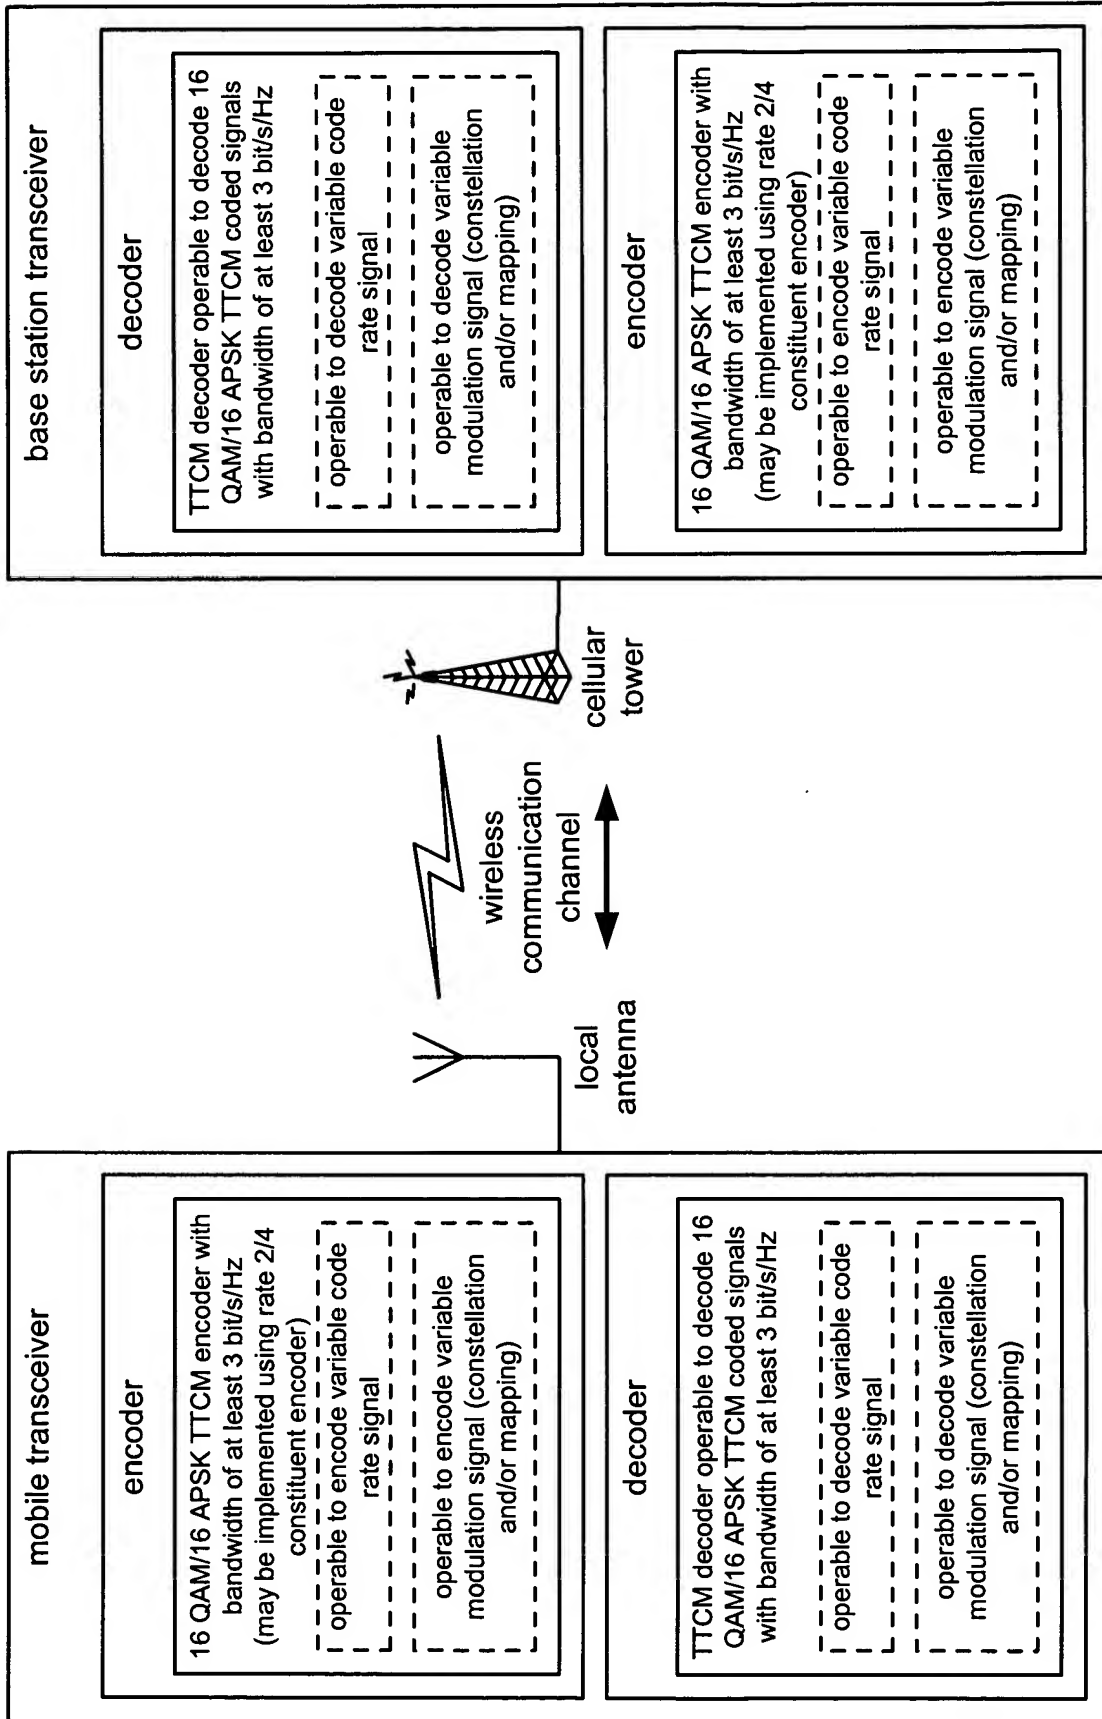 mobile transceiver
encoder
16 QAM/16 APSK TTCM encoder with
bandwidth of at least 3 bit/s/Hz
(may be implemented using rate 2/4
constituent encoder)
operable to encode variable code
rate signal
operable to encode variable
modulation signal (constellation
and/or mapping)
decoder
TTCM decoder operable to decode 16
QAM/16 APSK TTCM coded signals
with bandwidth of at least 3 bit/s/Hz
operable to decode variable code
rate signal
operable to decode variable
modulation signal (constellation
and/or mapping)
local
antenna
wireless
communication
channel
cellular
tower
base station transceiver
decoder
TTCM decoder operable to decode 16
QAM/16 APSK TTCM coded signals
with bandwidth of at least 3 bit/s/Hz
operable to decode variable code
rate signal
operable to decode variable
modulation signal (constellation
and/or mapping)
encoder
16 QAM/16 APSK TTCM encoder with
bandwidth of at least 3 bit/s/Hz
(may be implemented using rate 2/4
constituent encoder)
operable to encode variable code
rate signal
operable to encode variable
modulation signal (constellation
and/or mapping)